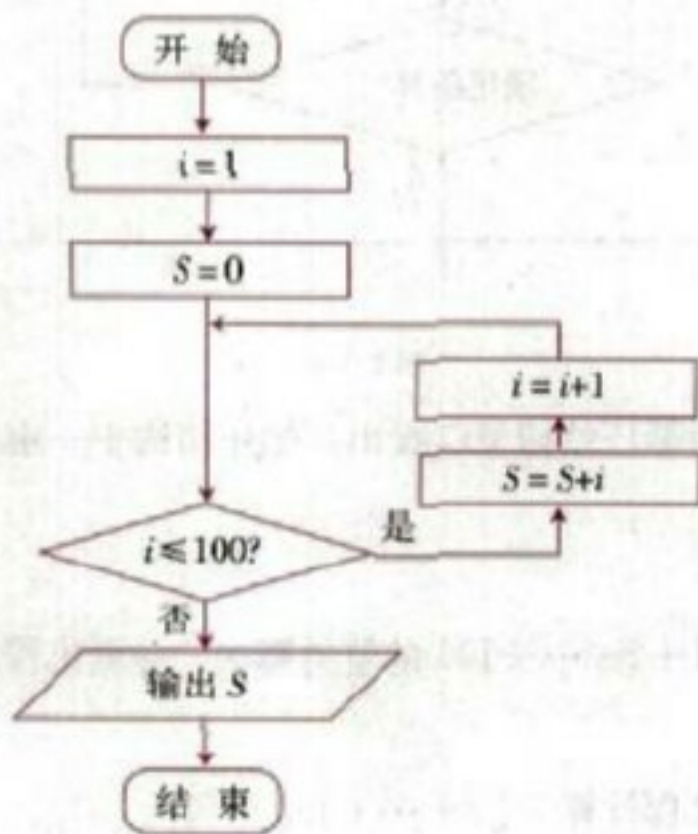 开 始
i=1
S=0
i=i+1
S=S+i
i≤100?
是
否
输出 S
结 束